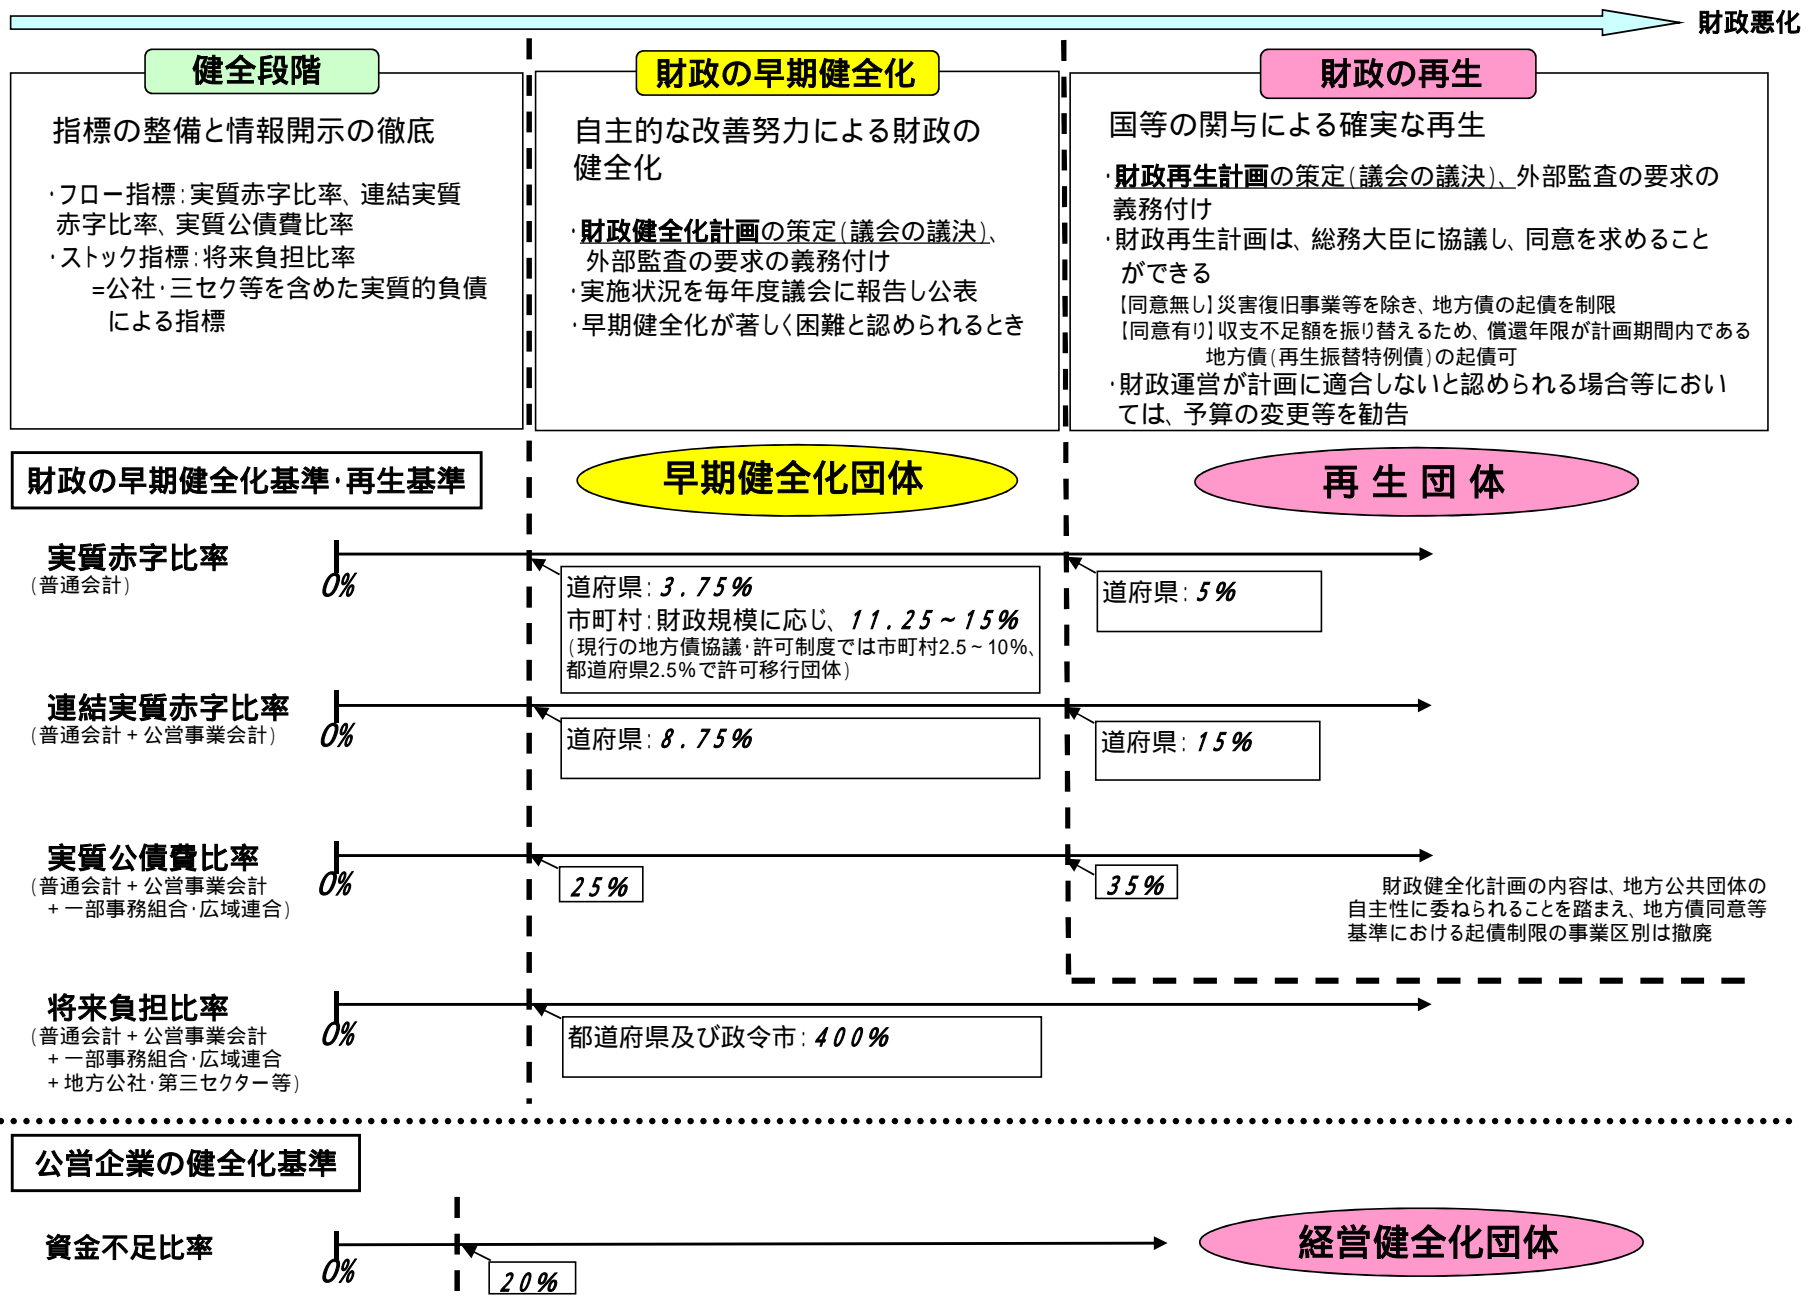 財政悪化
健全段階
指標の整備と情報開示の徹底
・フロー指標：実質赤字比率、連結実質
赤字比率、実質公債費比率
・ストック指標：将来負担比率
=公社・三セク等を含めた実質的負債
による指標
財政の早期健全化
自主的な改善努力による財政の
健全化
・財政健全化計画の策定（議会の議決）、
外部監査の要求の義務付け
・実施状況を毎年度議会に報告し公表
・早期健全化が著しく困難と認められるとき
財政の再生
国等の関与による確実な再生
・財政再生計画の策定（議会の議決）、外部監査の要求の
義務付け
・財政再生計画は、総務大臣に協議し、同意を求めること
ができる
【同意無し】災害復旧事業等を除き、地方債の起債を制限
【同意有り】収支不足額を振り替えるため、償還年限が計画期間内である
地方債（再生振替特例債）の起債可
・財政運営が計画に適合しないと認められる場合等におい
ては、予算の変更等を勧告
財政の早期健全化基準・再生基準
早期健全化団体
再生団体
実質赤字比率
（普通会計）
0%
道府県：3.75%
市町村：財政規模に応じ、11.25~15%
（現行の地方債協議・許可制度では市町村2.5~10%、
都道府県2.5%で許可移行団体）
道府県：5%
連結実質赤字比率
（普通会計+公営事業会計）
0%
道府県：8.75%
道府県：15%
実質公債費比率
（普通会計+公営事業会計
+一部事務組合・広域連合）
0%
25%
35%
財政健全化計画の内容は、地方公共団体の
自主性に委ねられることを踏まえ、地方債同意等
基準における起債制限の事業区別は撤廃
将来負担比率
（普通会計+公営事業会計
+一部事務組合・広域連合
+地方公社・第三セクター等）
0%
都道府県及び政令市：400%
公営企業の健全化基準
資金不足比率
0%
20%
経営健全化団体